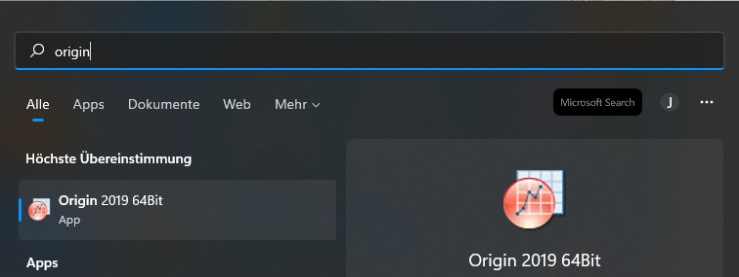 origin
Alle Apps Dokumente Web Mehr Microsoft Search J ...
Höchste Übereinstimmung
Origin 2019 64Bit
App
Origin 2019 64Bit
Apps